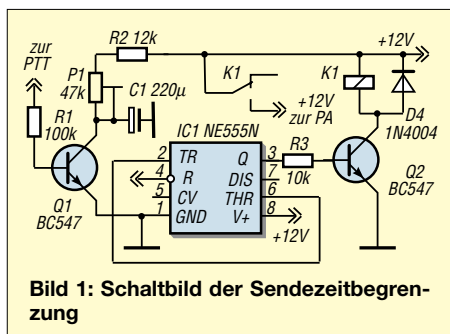 R2 12k
+12V
zur
PTT
P1
47k
K1
K1
C1 220µ
+12V
zur PA
D4
1N4004
R1
100k
IC1 NE555N
R3
10k
2 TR Q 3
4 R DIS 7
5 CV THR 6
1 GND V+ 8
Q1
BC547
Q2
BC547
+12V
Bild 1: Schaltbild der Sendezeitbegren-
zung